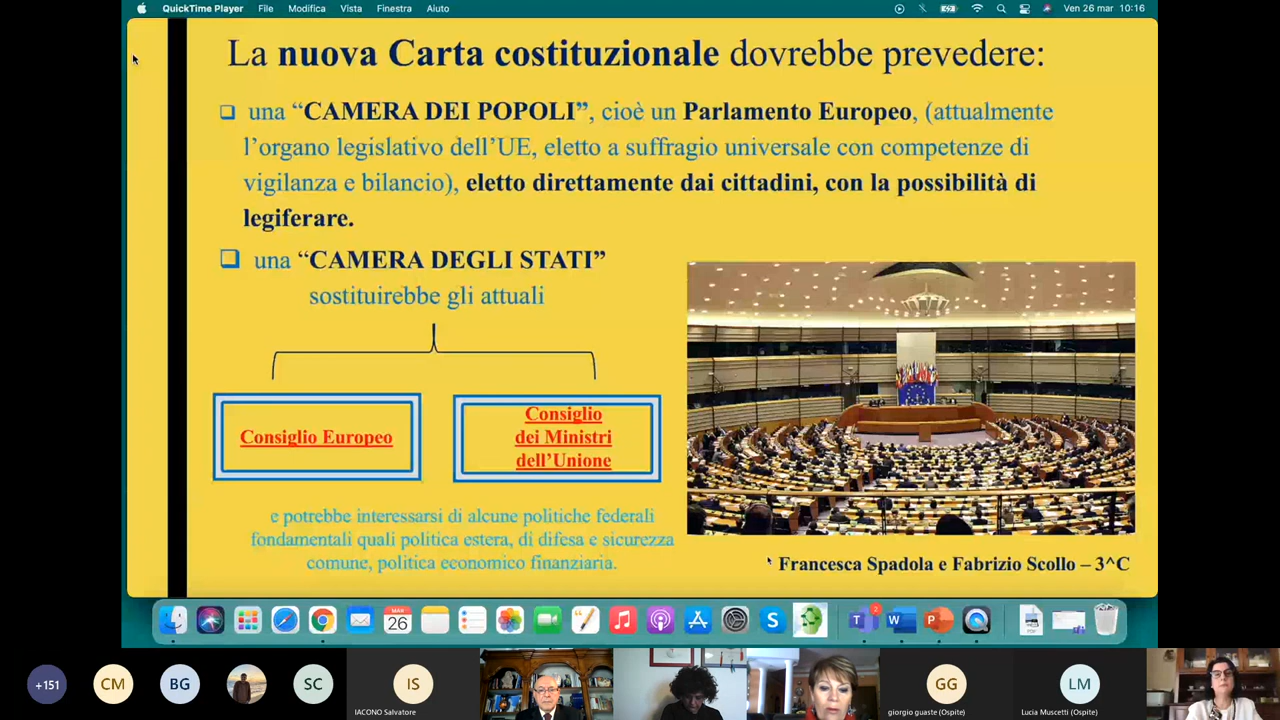 QuickTime Player File Modifica Vista Finestra Aiuto Ven 26 mar 10:16
La nuova Carta costituzionale dovrebbe prevedere:
una “CAMERA DEI POPOLI”, cioè un Parlamento Europeo, (attualmente
l’organo legislativo dell’UE, eletto a suffragio universale con competenze di
vigilanza e bilancio), eletto direttamente dai cittadini, con la possibilità di
legiferare.
una “CAMERA DEGLI STATI”
sostituirebbe gli attuali
Consiglio Europeo
Consiglio
dei Ministri
dell’Unione
e potrebbe interessarsi di alcune politiche federali
fondamentali quali politica estera, di difesa e sicurezza
comune, politica economico finanziaria.
Francesca Spadola e Fabrizio Scollo – 3^C
MAR
26
2
+151
CM
BG
SC
IS
IACONO Salvatore
GG
giorgio guaste (Ospite)
LM
Lucia Muscetti (Ospite)